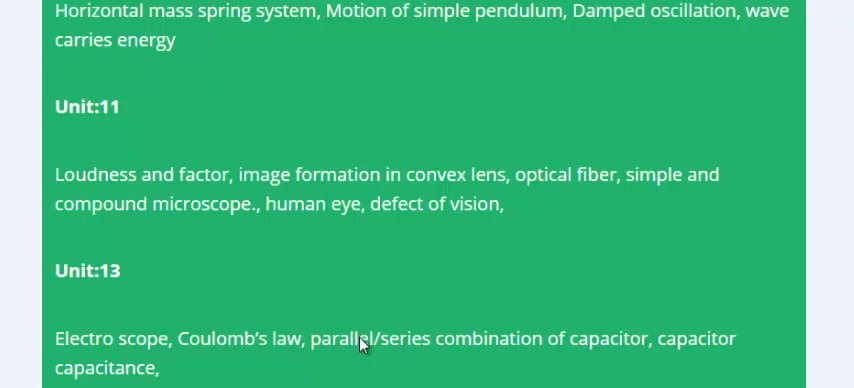 Horizontal mass spring system, Motion of simple pendulum, Damped oscillation, wave
carries energy
Unit:11
Loudness and factor, image formation in convex lens, optical fiber, simple and
compound microscope., human eye, defect of vision,
Unit:13
Electro scope, Coulomb’s law, parallel/series combination of capacitor, capacitor
capacitance,